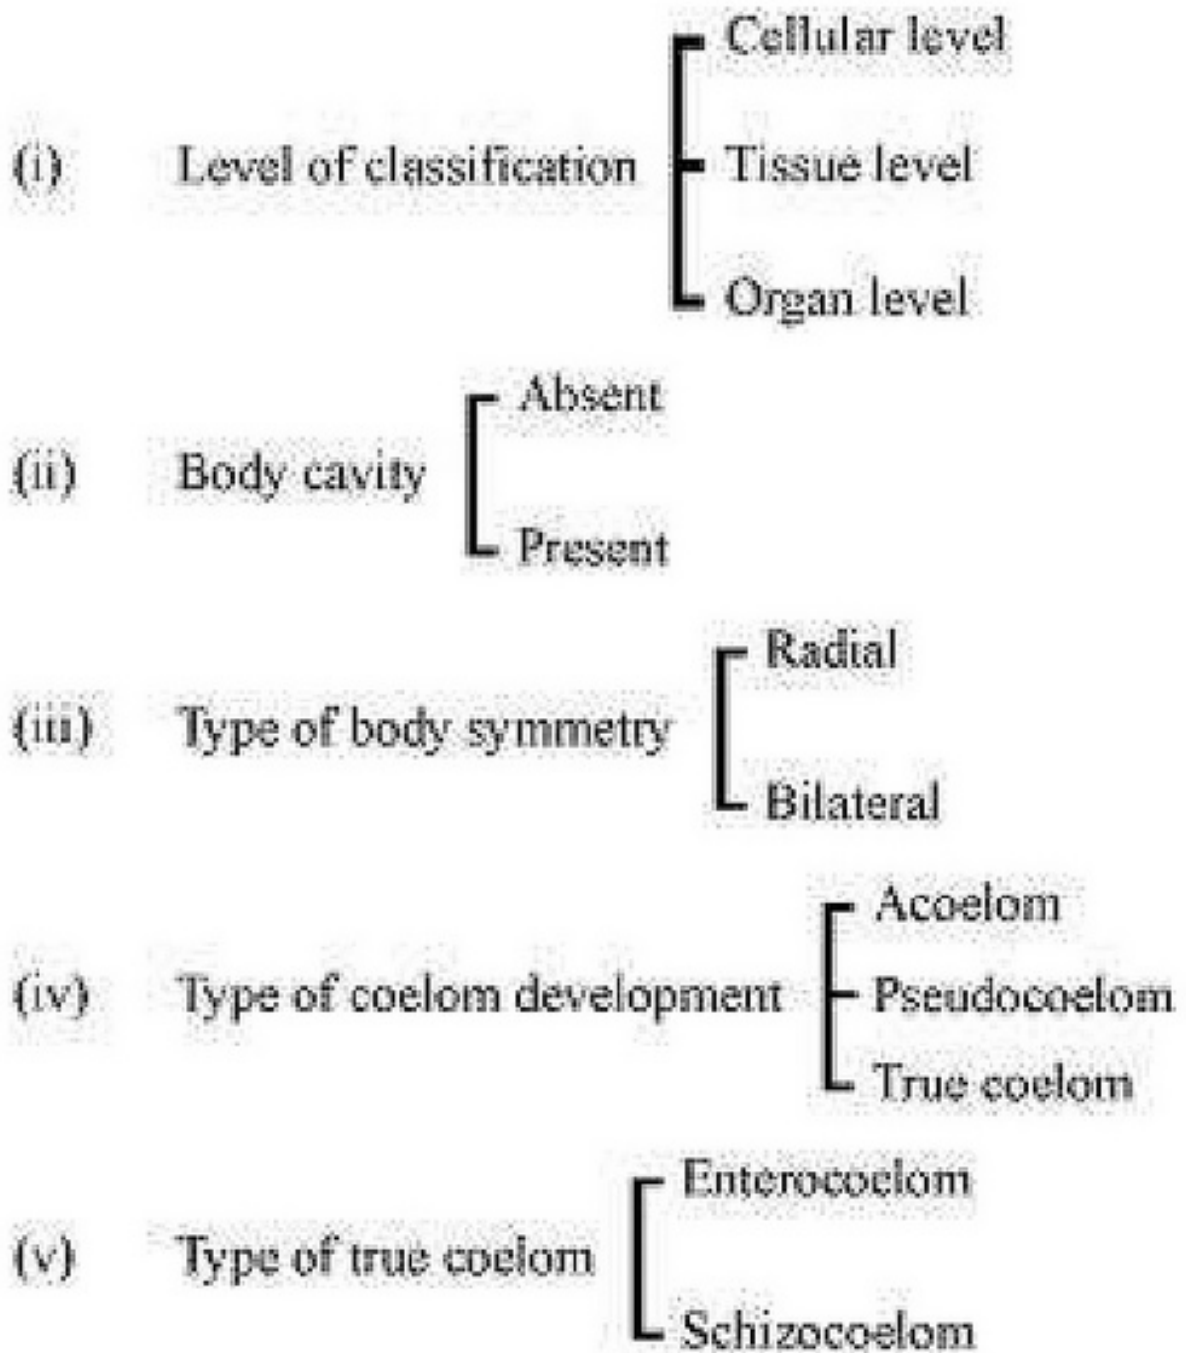 Cellular level
(i) Level of classification
Tissue level
Organ level
Absent
(ii) Body cavity
Present
Radial
(iii) Type of body symmetry
Bilateral
Acoelom
(iv) Type of coelom development
Pseudocoelom
True coelom
Enterocoelom
(v) Type of true coelom
Schizocoelom